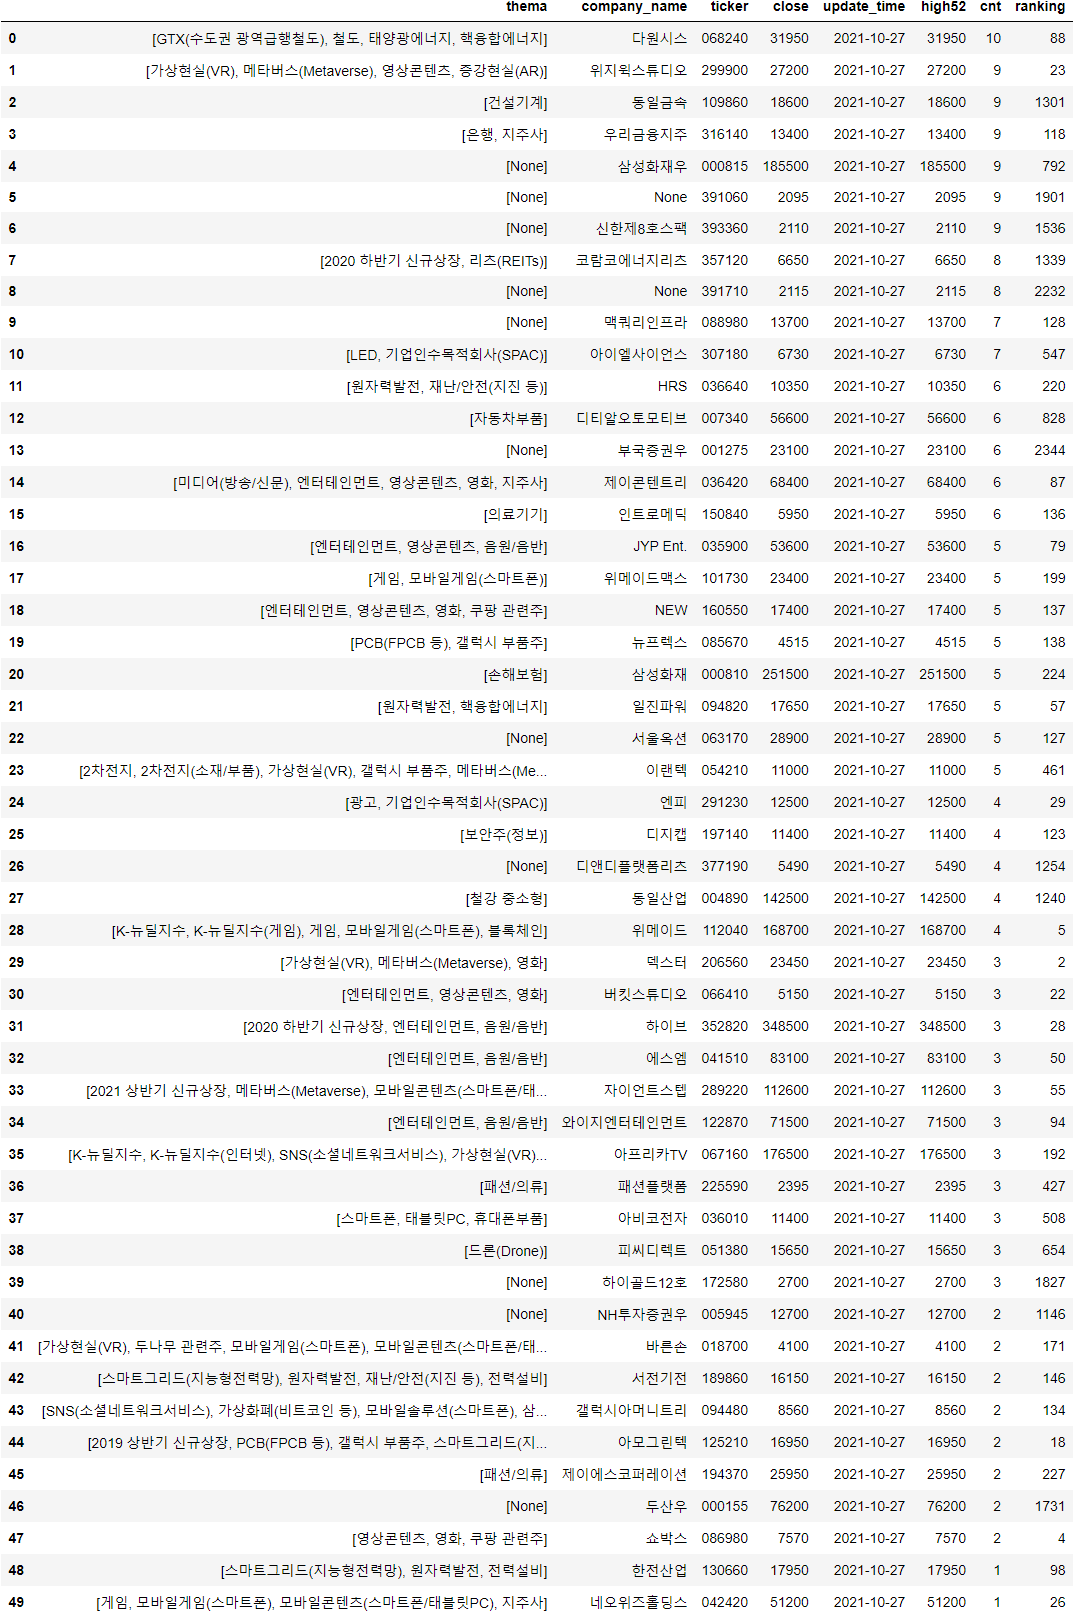 thema company_name ticker close update_time high52 cnt ranking
0 [GTX(수도권 광역급행철도), 철도, 태양광에너지, 핵융합에너지] 다원시스 068240 31950 2021-10-27 31950 10 88
1 [가상현실(VR), 메타버스(Metaverse), 영상콘텐츠, 증강현실(AR)] 위지윅스튜디오 299900 27200 2021-10-27 27200 9 23
2 [건설기계] 동일금속 109860 18600 2021-10-27 18600 9 1301
3 [은행, 지주사] 우리금융지주 316140 13400 2021-10-27 13400 9 118
4 [None] 삼성화재우 000815 185500 2021-10-27 185500 9 792
5 [None] None 391060 2095 2021-10-27 2095 9 1901
6 [None] 신한제8호스팩 393360 2110 2021-10-27 2110 9 1536
7 [2020 하반기 신규상장, 리츠(REITs)] 코람코에너지리츠 357120 6650 2021-10-27 6650 8 1339
8 [None] None 391710 2115 2021-10-27 2115 8 2232
9 [None] 맥쿼리인프라 088980 13700 2021-10-27 13700 7 128
10 [LED, 기업인수목적회사(SPAC)] 아이엘사이언스 307180 6730 2021-10-27 6730 7 547
11 [원자력발전, 재난/안전(지진 등)] HRS 036640 10350 2021-10-27 10350 6 220
12 [자동차부품] 디티알오토모티브 007340 56600 2021-10-27 56600 6 828
13 [None] 부국증권우 001275 23100 2021-10-27 23100 6 2344
14 [미디어(방송/신문), 엔터테인먼트, 영상콘텐츠, 영화, 지주사] 제이콘텐트리 036420 68400 2021-10-27 68400 6 87
15 [의료기기] 인트로메딕 150840 5950 2021-10-27 5950 6 136
16 [엔터테인먼트, 영상콘텐츠, 음원/음반] JYP Ent. 035900 53600 2021-10-27 53600 5 79
17 [게임, 모바일게임(스마트폰)] 위메이드맥스 101730 23400 2021-10-27 23400 5 199
18 [엔터테인먼트, 영상콘텐츠, 영화, 쿠팡 관련주] NEW 160550 17400 2021-10-27 17400 5 137
19 [PCB(FPCB 등), 갤럭시 부품주] 뉴프렉스 085670 4515 2021-10-27 4515 5 138
20 [손해보험] 삼성화재 000810 251500 2021-10-27 251500 5 224
21 [원자력발전, 핵융합에너지] 일진파워 094820 17650 2021-10-27 17650 5 57
22 [None] 서울옥션 063170 28900 2021-10-27 28900 5 127
23 [2차전지, 2차전지(소재/부품), 가상현실(VR), 갤럭시 부품주, 메타버스(Me... 이랜텍 054210 11000 2021-10-27 11000 5 461
24 [광고, 기업인수목적회사(SPAC)] 엔피 291230 12500 2021-10-27 12500 4 29
25 [보안주(정보)] 디지캡 197140 11400 2021-10-27 11400 4 123
26 [None] 디앤디플랫폼리츠 377190 5490 2021-10-27 5490 4 1254
27 [철강 중소형] 동일산업 004890 142500 2021-10-27 142500 4 1240
28 [K-뉴딜지수, K-뉴딜지수(게임), 게임, 모바일게임(스마트폰), 블록체인] 위메이드 112040 168700 2021-10-27 168700 4 5
29 [가상현실(VR), 메타버스(Metaverse), 영화] 덱스터 206560 23450 2021-10-27 23450 3 2
30 [엔터테인먼트, 영상콘텐츠, 영화] 버킷스튜디오 066410 5150 2021-10-27 5150 3 22
31 [2020 하반기 신규상장, 엔터테인먼트, 음원/음반] 하이브 352820 348500 2021-10-27 348500 3 28
32 [엔터테인먼트, 음원/음반] 에스엠 041510 83100 2021-10-27 83100 3 50
33 [2021 상반기 신규상장, 메타버스(Metaverse), 모바일콘텐츠(스마트폰/태... 자이언트스텝 289220 112600 2021-10-27 112600 3 55
34 [엔터테인먼트, 음원/음반] 와이지엔터테인먼트 122870 71500 2021-10-27 71500 3 94
35 [K-뉴딜지수, K-뉴딜지수(인터넷), SNS(소셜네트워크서비스), 가상현실(VR)... 아프리카TV 067160 176500 2021-10-27 176500 3 192
36 [패션/의류] 패션플랫폼 225590 2395 2021-10-27 2395 3 427
37 [스마트폰, 태블릿PC, 휴대폰부품] 아비코전자 036010 11400 2021-10-27 11400 3 508
38 [드론(Drone)] 피씨디렉트 051380 15650 2021-10-27 15650 3 654
39 [None] 하이골드12호 172580 2700 2021-10-27 2700 3 1827
40 [None] NH투자증권우 005945 12700 2021-10-27 12700 2 1146
41 [가상현실(VR), 두나무 관련주, 모바일게임(스마트폰), 모바일콘텐츠(스마트폰/태... 바른손 018700 4100 2021-10-27 4100 2 171
42 [스마트그리드(지능형전력망), 원자력발전, 재난/안전(지진 등), 전력설비] 서전기전 189860 16150 2021-10-27 16150 2 146
43 [SNS(소셜네트워크서비스), 가상화폐(비트코인 등), 모바일솔루션(스마트폰), 삼... 갤럭시아머니트리 094480 8560 2021-10-27 8560 2 134
44 [2019 상반기 신규상장, PCB(FPCB 등), 갤럭시 부품주, 스마트그리드(지... 아모그린텍 125210 16950 2021-10-27 16950 2 18
45 [패션/의류] 제이에스코퍼레이션 194370 25950 2021-10-27 25950 2 227
46 [None] 두산우 000155 76200 2021-10-27 76200 2 1731
47 [영상콘텐츠, 영화, 쿠팡 관련주] 쇼박스 086980 7570 2021-10-27 7570 2 4
48 [스마트그리드(지능형전력망), 원자력발전, 전력설비] 한전산업 130660 17950 2021-10-27 17950 1 98
49 [게임, 모바일게임(스마트폰), 모바일콘텐츠(스마트폰/태블릿PC), 지주사] 네오위즈홀딩스 042420 51200 2021-10-27 51200 1 26